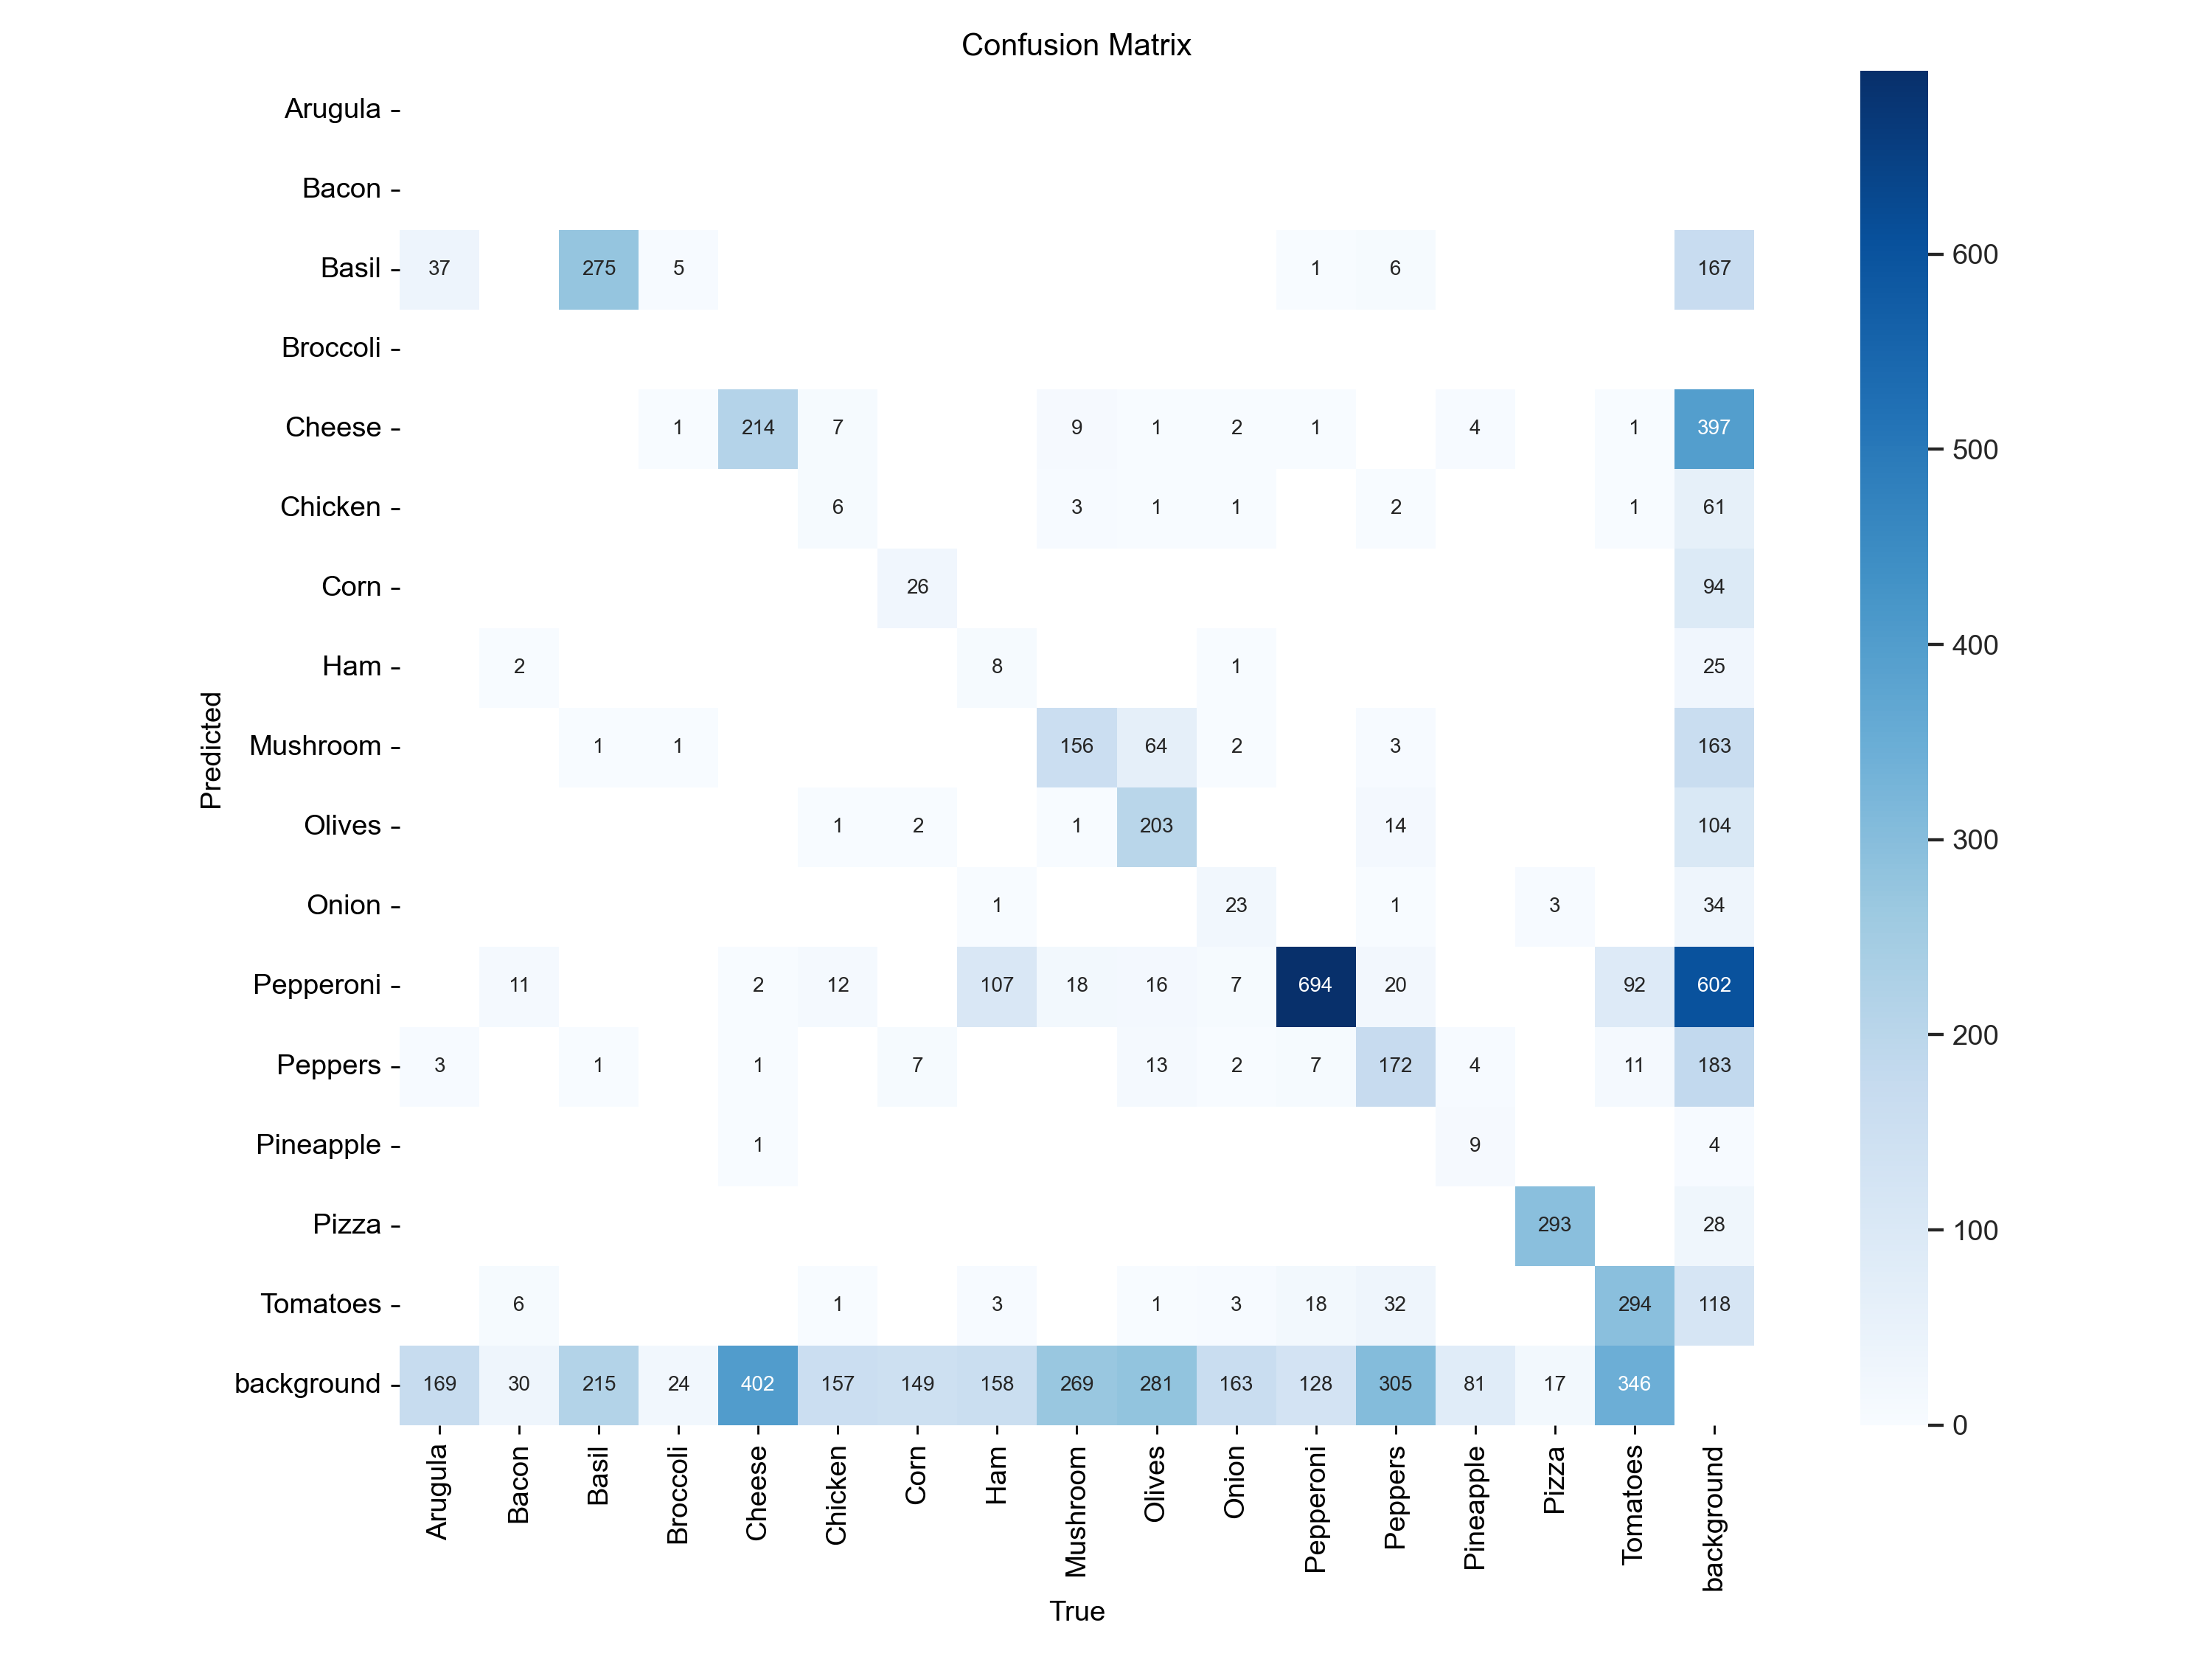 Confusion Matrix
Arugula
Bacon
Basil 37 275 5 1 6 167
Broccoli
Cheese 1 214 7 9 1 2 1 4 1 397
Chicken 6 3 1 1 2 1 61
Corn 26 94
Ham 2 8 1 25
Mushroom 1 1 156 64 2 3 163
Olives 1 2 1 203 14 104
Onion 1 23 1 3 34
Pepperoni 11 2 12 107 18 16 7 694 20 92 602
Peppers 3 1 1 7 13 2 7 172 4 11 183
Pineapple 1 9 4
Pizza 293 28
Tomatoes 6 1 3 1 3 18 32 294 118
background 169 30 215 24 402 157 149 158 269 281 163 128 305 81 17 346
Arugula Bacon Basil Broccoli Cheese Chicken Corn Ham Mushroom Olives Onion Pepperoni Peppers Pineapple Pizza Tomatoes background
True
Predicted
600
500
400
300
200
100
0